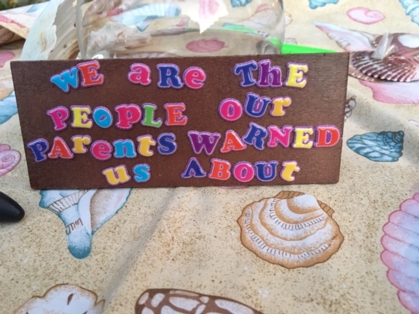 WE aRe The
PEOPLE Our
Parents WARNED
us ABOUt